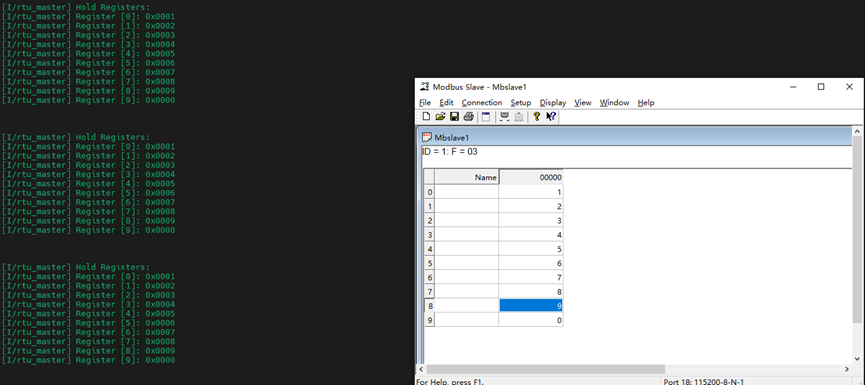 [I/rtu_master] Hold Registers:
[I/rtu_master] Register [0]: 0x0001
[I/rtu_master] Register [1]: 0x0002
[I/rtu_master] Register [2]: 0x0003
[I/rtu_master] Register [3]: 0x0004
[I/rtu_master] Register [4]: 0x0005
[I/rtu_master] Register [5]: 0x0006
[I/rtu_master] Register [6]: 0x0007
[I/rtu_master] Register [7]: 0x0008
[I/rtu_master] Register [8]: 0x0009
[I/rtu_master] Register [9]: 0x0000
[I/rtu_master] Hold Registers:
[I/rtu_master] Register [0]: 0x0001
[I/rtu_master] Register [1]: 0x0002
[I/rtu_master] Register [2]: 0x0003
[I/rtu_master] Register [3]: 0x0004
[I/rtu_master] Register [4]: 0x0005
[I/rtu_master] Register [5]: 0x0006
[I/rtu_master] Register [6]: 0x0007
[I/rtu_master] Register [7]: 0x0008
[I/rtu_master] Register [8]: 0x0009
[I/rtu_master] Register [9]: 0x0000
[I/rtu_master] Hold Registers:
[I/rtu_master] Register [0]: 0x0001
[I/rtu_master] Register [1]: 0x0002
[I/rtu_master] Register [2]: 0x0003
[I/rtu_master] Register [3]: 0x0004
[I/rtu_master] Register [4]: 0x0005
[I/rtu_master] Register [5]: 0x0006
[I/rtu_master] Register [6]: 0x0007
[I/rtu_master] Register [7]: 0x0008
[I/rtu_master] Register [8]: 0x0009
[I/rtu_master] Register [9]: 0x0000
Modbus Slave - Mbslave1
File Edit Connection Setup Display View Window Help
Mbslave1
ID = 1: F = 03
Name 00000
0 1
1 2
2 3
3 4
4 5
5 6
6 7
7 8
8 9
9 0
For Help, press F1. Port 18: 115200-8-N-1